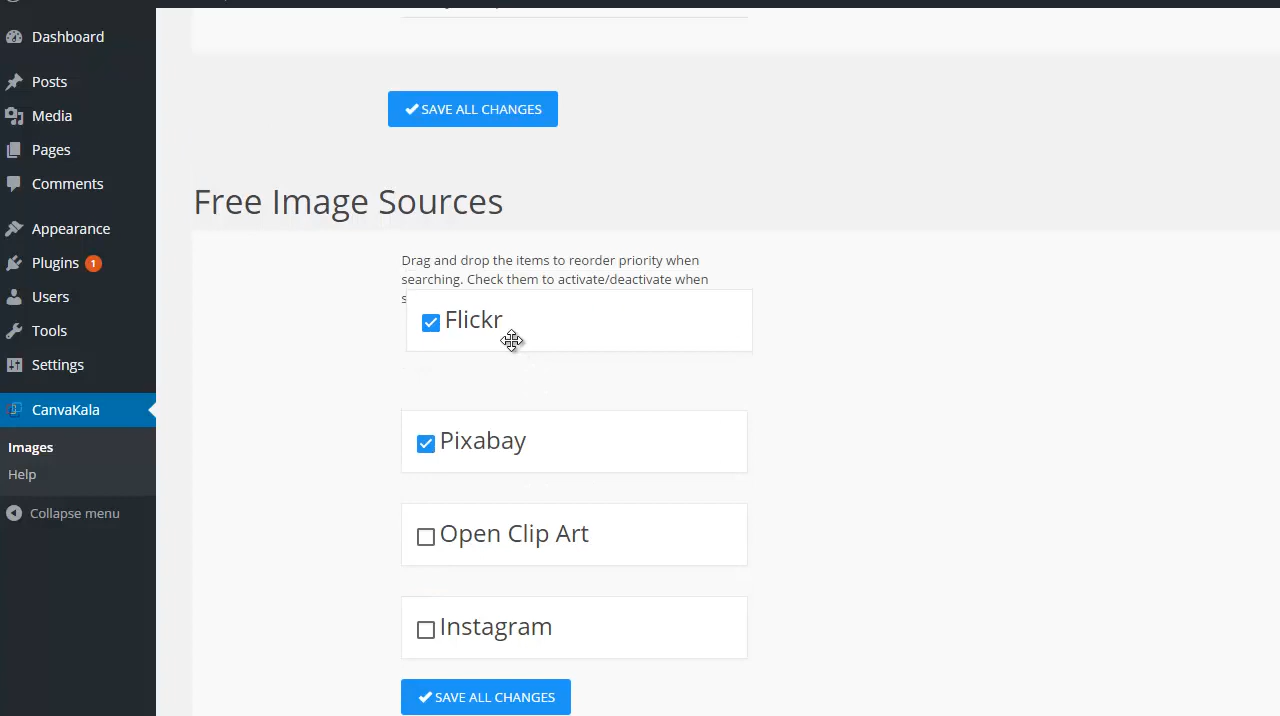 Dashboard
Posts
Media
Pages
Comments
Appearance
Plugins 1
Users
Tools
Settings
CanvaKala
Images
Help
Collapse menu
SAVE ALL CHANGES
Free Image Sources
Drag and drop the items to reorder priority when
searching. Check them to activate/deactivate when
Flickr
Pixabay
Open Clip Art
Instagram
SAVE ALL CHANGES